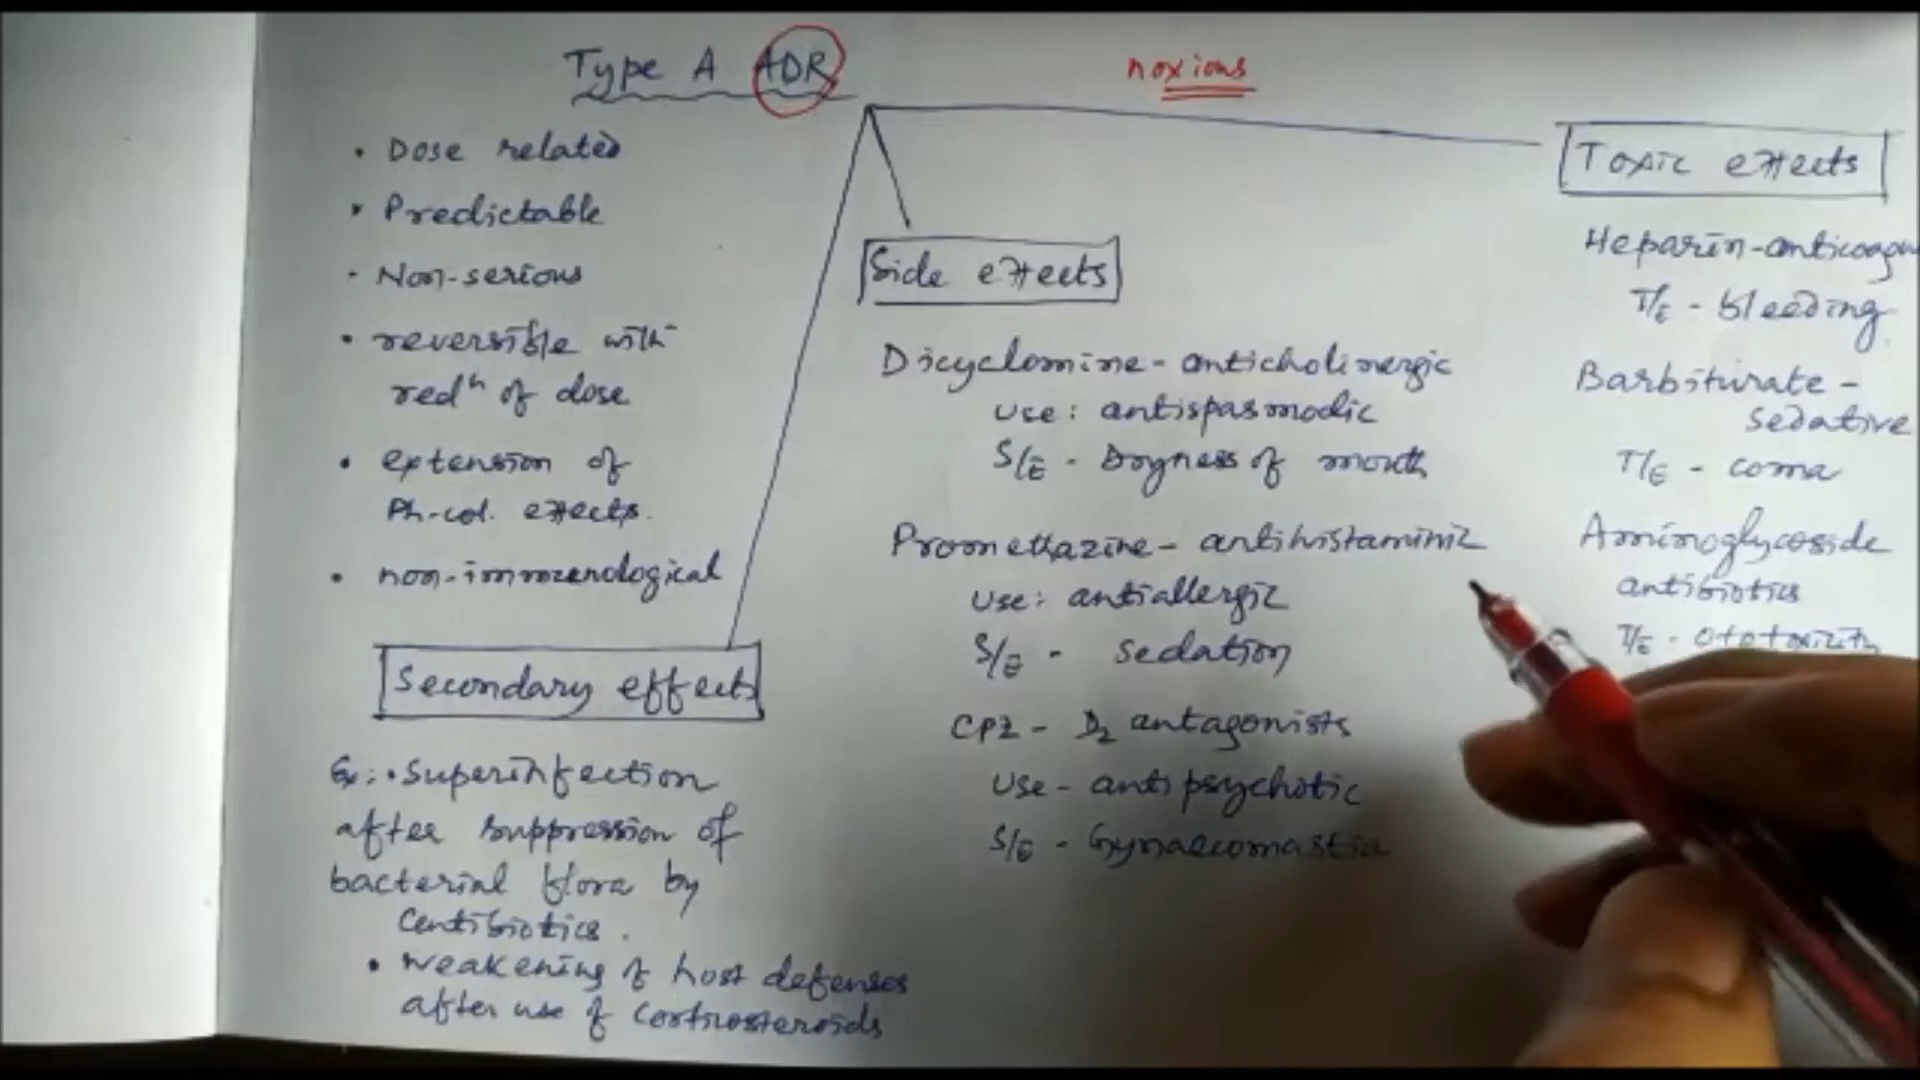 Type A ADR
noxious
• Dose related
• Predictable
• Non-serious
• reversible with
redⁿ of dose
• extension of
Ph-col. effects.
• non-immunological
Secondary effects
Ex: • Superinfection
after suppression of
bacterial flora by
antibiotics.
• weakening of host defenses
after use of corticosteroids
Side effects
Dicyclomine - anticholinergic
Use: antispasmodic
S/E - Dryness of mouth
Promethazine - antihistaminic
Use: antiallergic
S/E - Sedation
CPZ - D₂ antagonists
Use - antipsychotic
S/E - Gynaecomastia
Toxic effects
Heparin-anticoagu
T/E - bleeding
Barbiturate -
sedative
T/E - coma
Aminoglycoside
antibiotics
T/E - ototoxicity